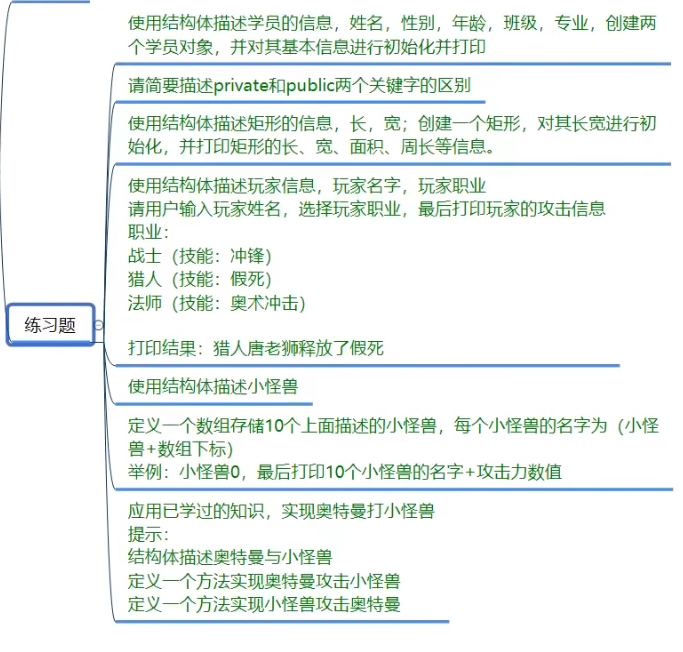 使用结构体描述学员的信息，姓名，性别，年龄，班级，专业，创建两
个学员对象，并对其基本信息进行初始化并打印
请简要描述private和public两个关键字的区别
使用结构体描述矩形的信息，长，宽；创建一个矩形，对其长宽进行初
始化，并打印矩形的长、宽、面积、周长等信息。
使用结构体描述玩家信息，玩家名字，玩家职业
请用户输入玩家姓名，选择玩家职业，最后打印玩家的攻击信息
职业：
战士（技能：冲锋）
猎人（技能：假死）
法师（技能：奥术冲击）
练习题
打印结果：猎人唐老狮释放了假死
使用结构体描述小怪兽
定义一个数组存储10个上面描述的小怪兽，每个小怪兽的名字为（小怪
兽+数组下标）
举例：小怪兽0，最后打印10个小怪兽的名字+攻击力数值
应用已学过的知识，实现奥特曼打小怪兽
提示：
结构体描述奥特曼与小怪兽
定义一个方法实现奥特曼攻击小怪兽
定义一个方法实现小怪兽攻击奥特曼